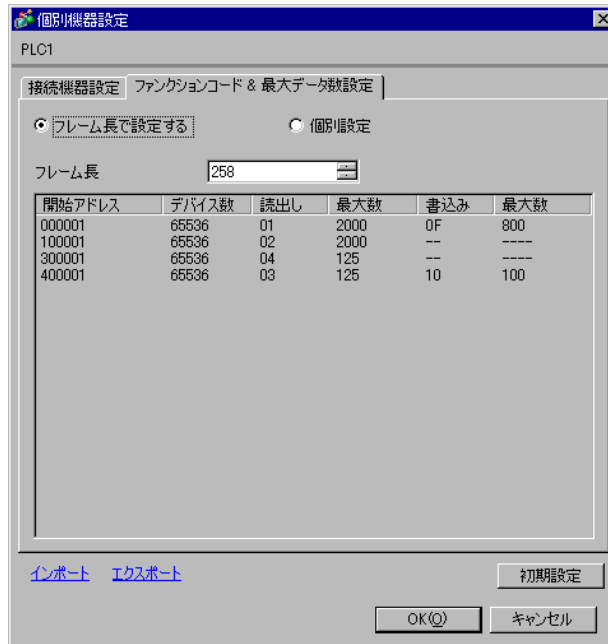 個別機器設定
PLC1
接続機器設定 ファンクションコード & 最大データ数設定
フレーム長で設定する 個別設定
フレーム長 258
開始アドレス デバイス数 読出し 最大数 書込み 最大数
000001 65536 01 2000 0F 800
100001 65536 02 2000 -- ----
300001 65536 04 125 -- ----
400001 65536 03 125 10 100
インポート エクスポート 初期設定
OK(O) キャンセル